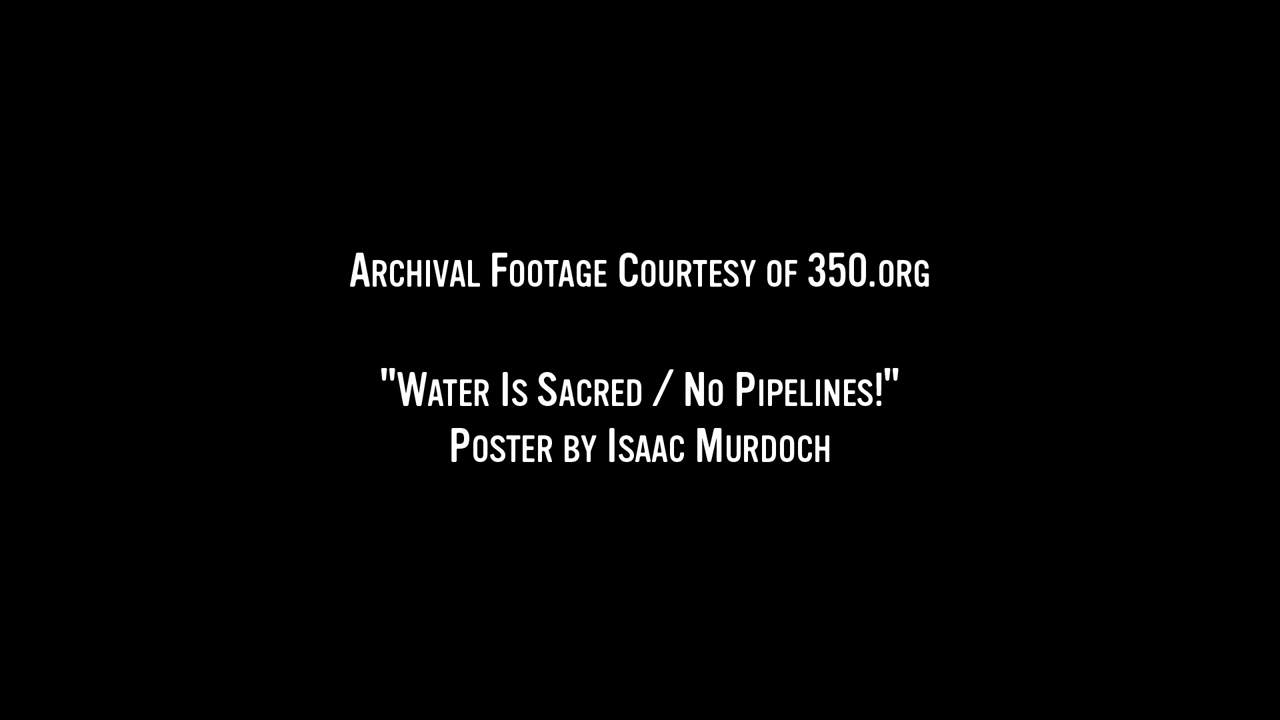 Archival Footage Courtesy of 350.org
"Water Is Sacred / No Pipelines!"
Poster by Isaac Murdoch